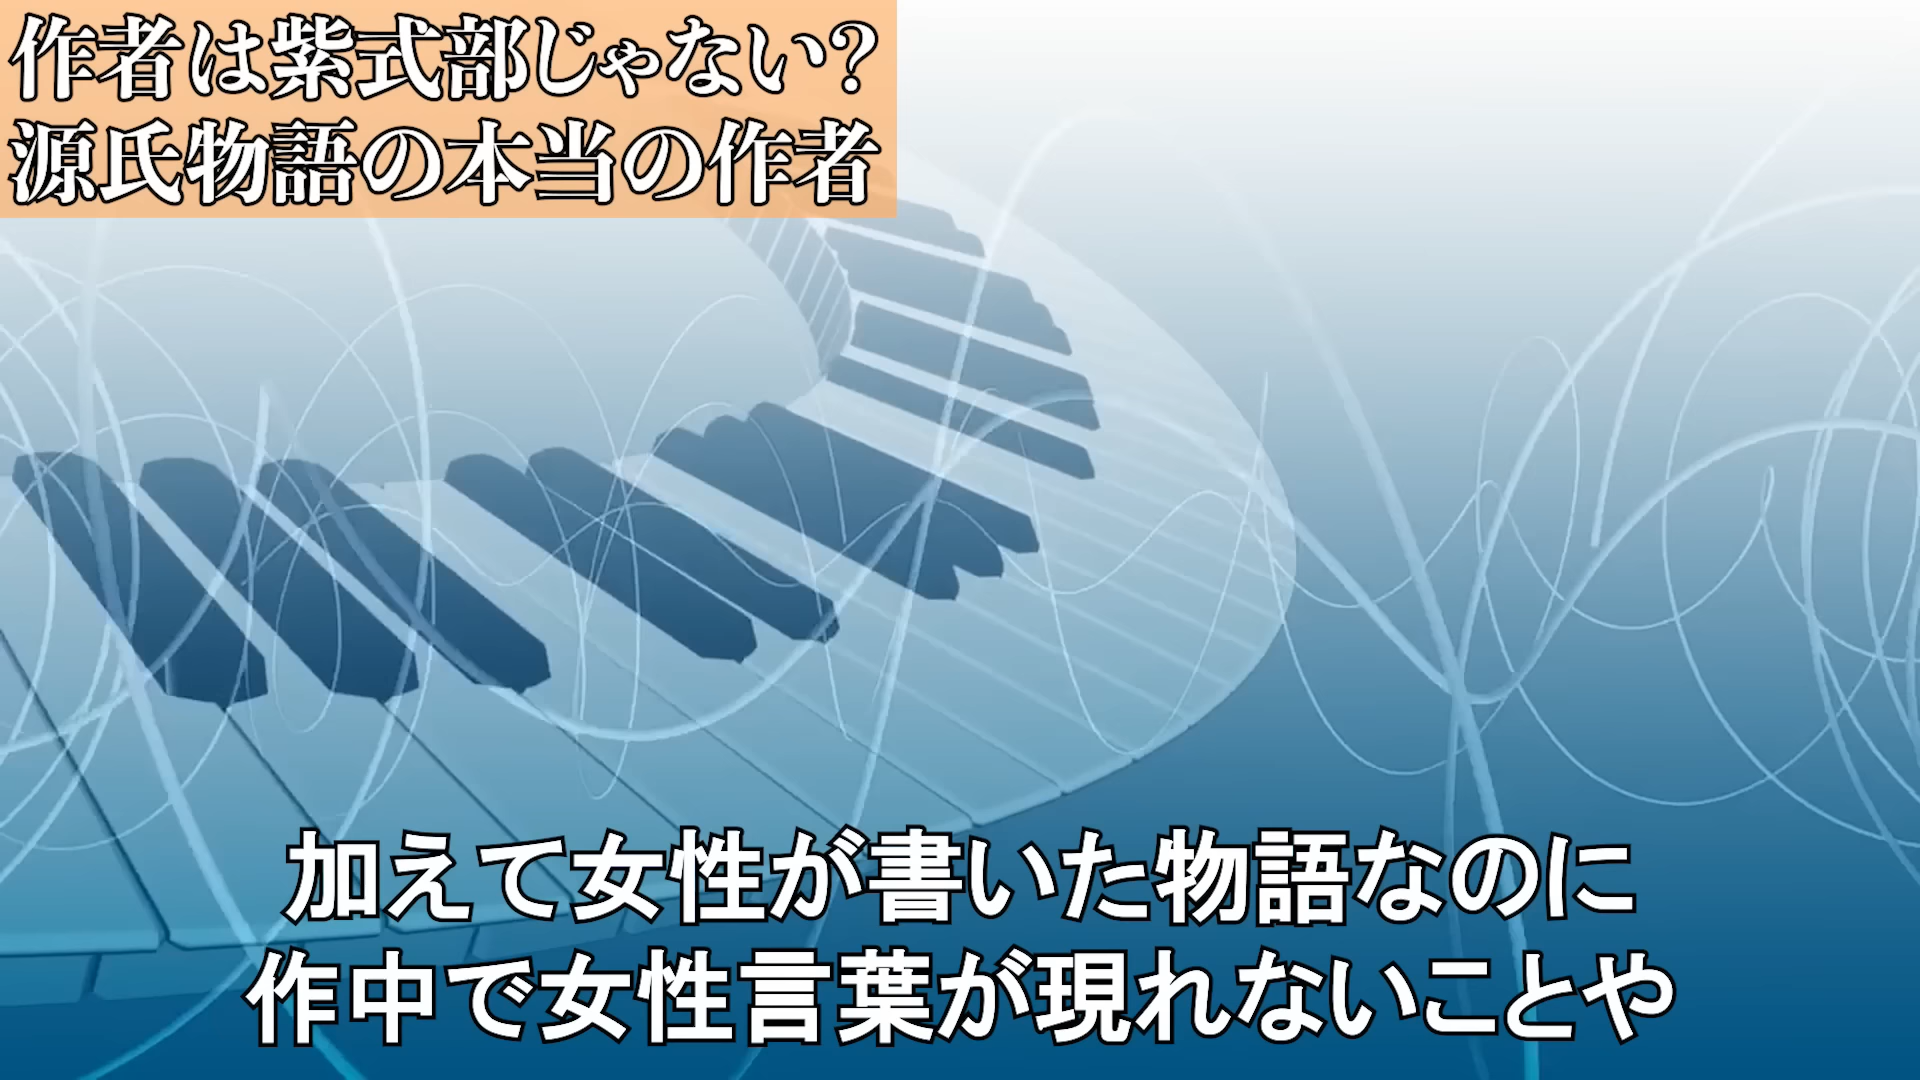 作者は紫式部じゃない?
源氏物語の本当の作者
加えて女性が書いた物語なのに
作中で女性言葉が現れないことや